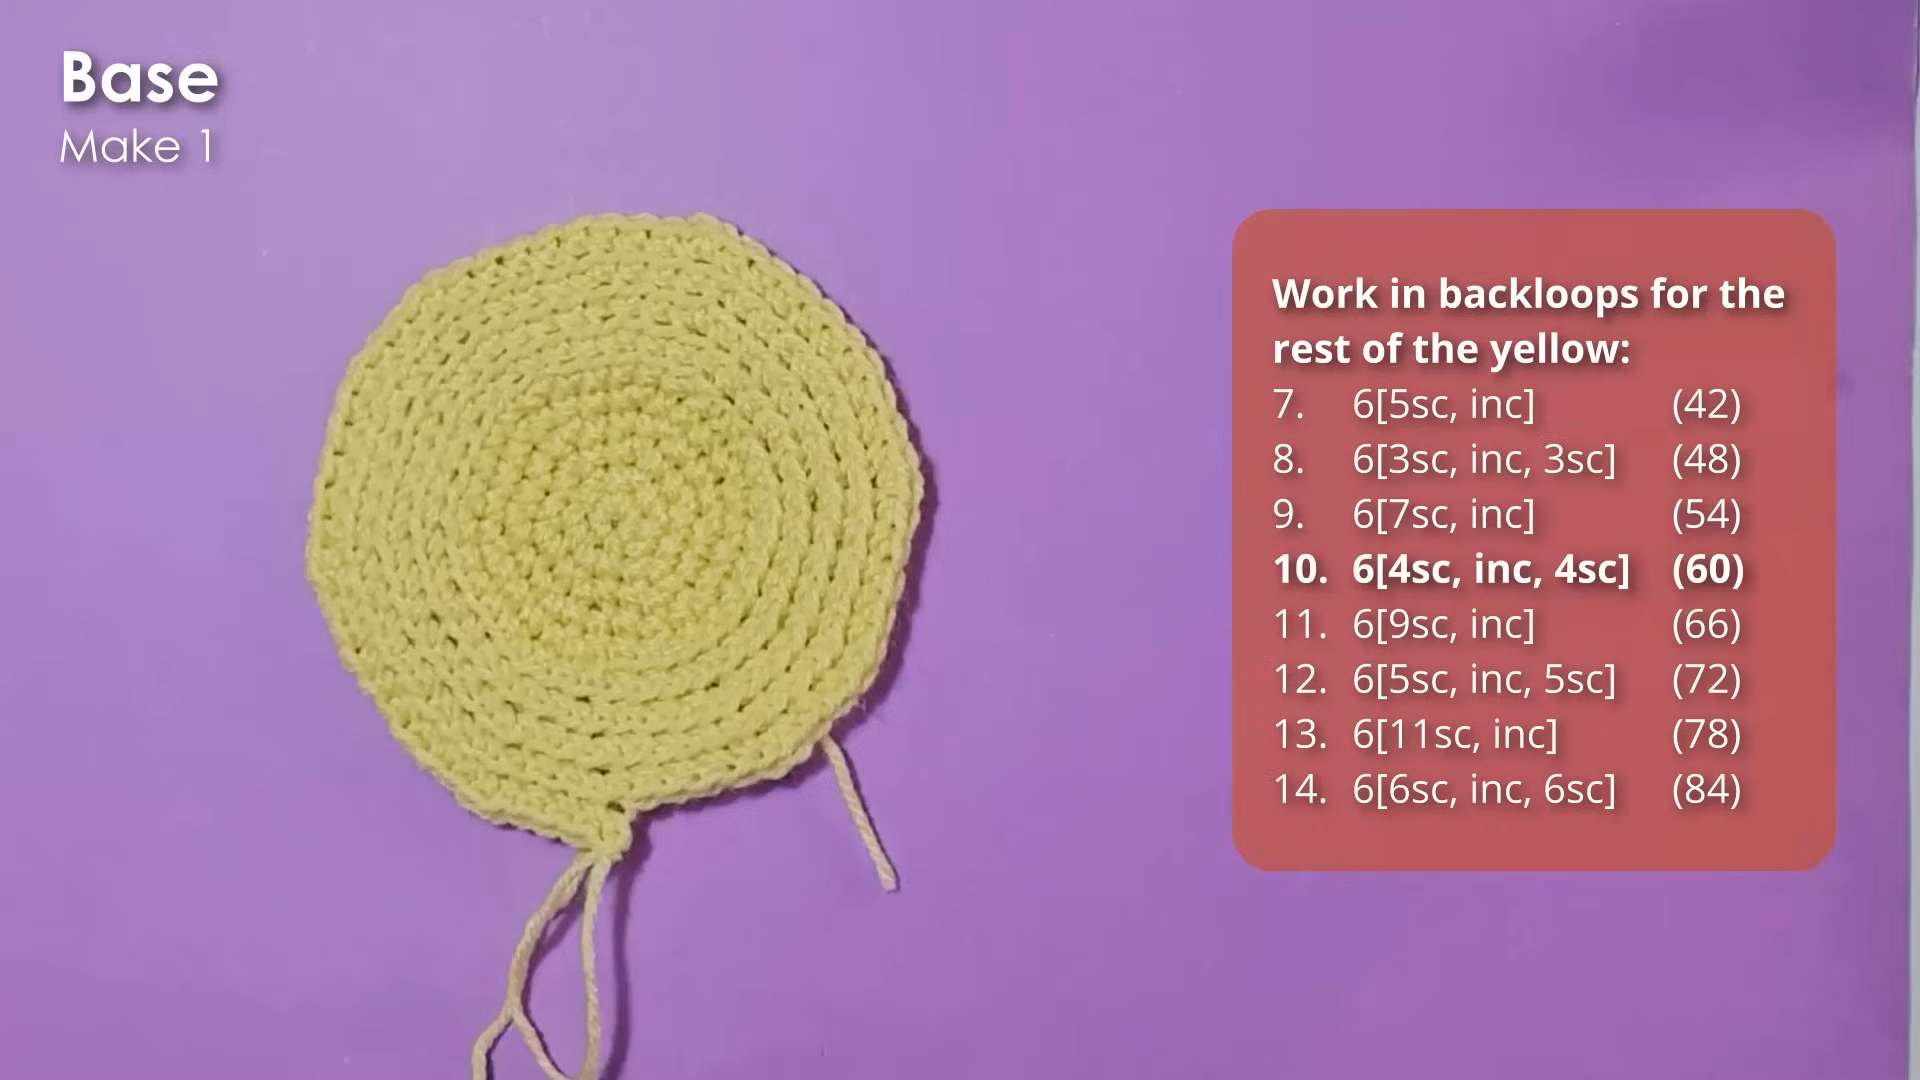 Base
Make 1
Work in backloops for the
rest of the yellow:
7. 6[5sc, inc] (42)
8. 6[3sc, inc, 3sc] (48)
9. 6[7sc, inc] (54)
10. 6[4sc, inc, 4sc] (60)
11. 6[9sc, inc] (66)
12. 6[5sc, inc, 5sc] (72)
13. 6[11sc, inc] (78)
14. 6[6sc, inc, 6sc] (84)